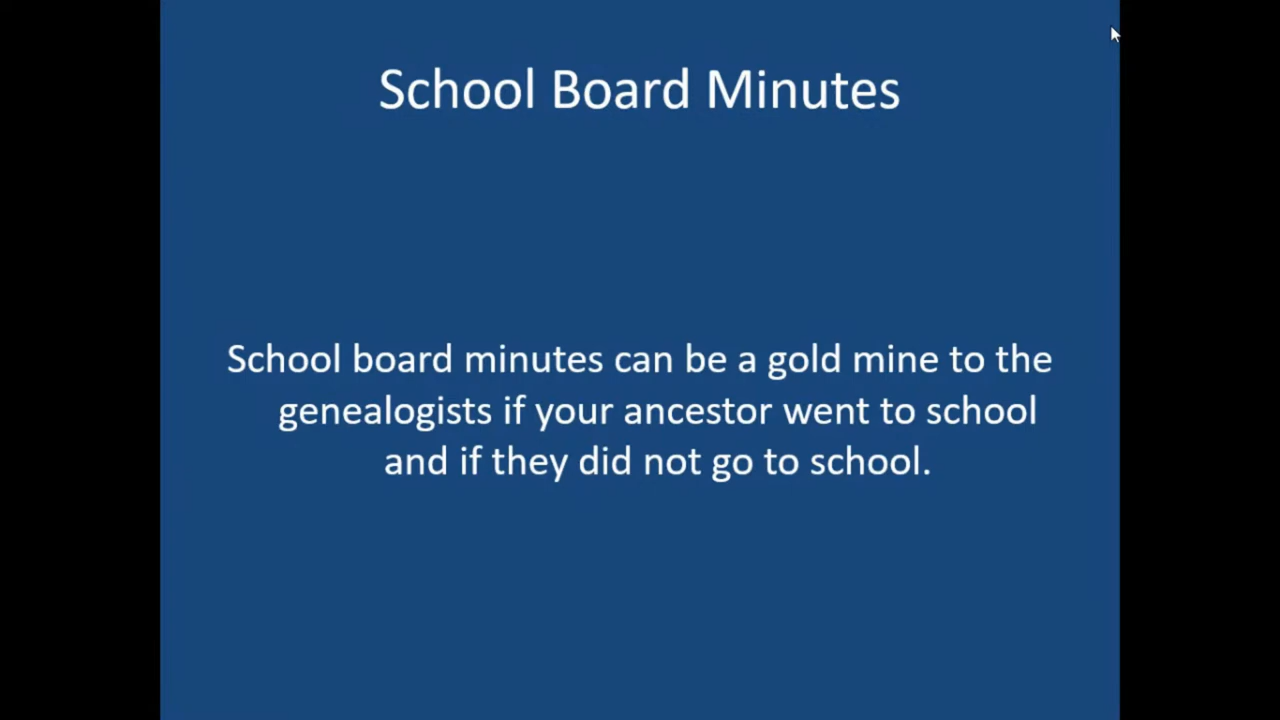 School Board Minutes
School board minutes can be a gold mine to the
genealogists if your ancestor went to school
and if they did not go to school.